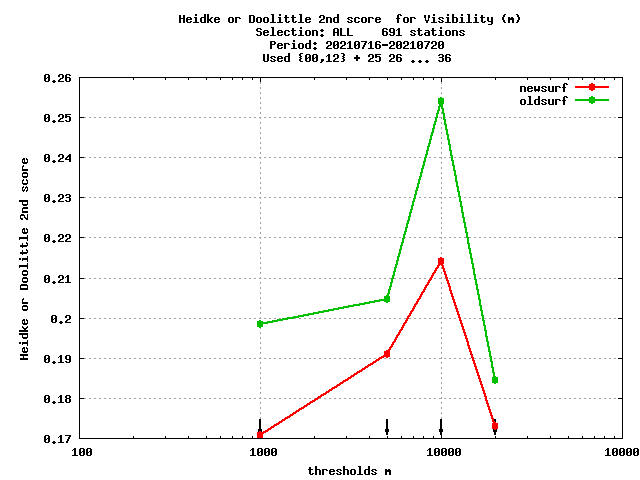 Heidke or Doolittle 2nd score  for Visibility (m)
Selection: ALL    691 stations
Period: 20210716-20210720
Used {00,12} + 25 26 ... 36
newsurf
oldsurf
0.26
0.25
0.24
0.23
0.22
0.21
0.2
0.19
0.18
0.17
Heidke or Doolittle 2nd score
100
1000
10000
10000
thresholds m